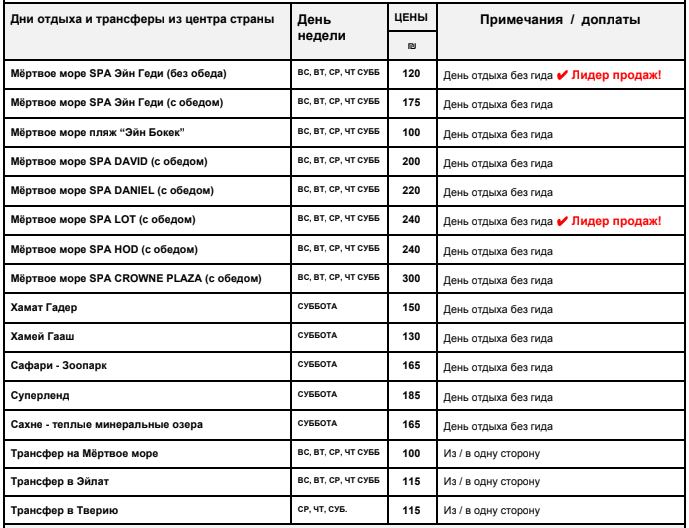 Дни отдыха и трансферы из центра страны День недели ЦЕНЫ ₪ Примечания / доплаты
Мёртвое море SPA Эйн Геди (без обеда) ВС, ВТ, СР, ЧТ СУББ 120 День отдыха без гида ✔ Лидер продаж!
Мёртвое море SPA Эйн Геди (с обедом) ВС, ВТ, СР, ЧТ СУББ 175 День отдыха без гида
Мёртвое море пляж “Эйн Бокек” ВС, ВТ, СР, ЧТ СУББ 100 День отдыха без гида
Мёртвое море SPA DAVID (с обедом) ВС, ВТ, СР, ЧТ СУББ 200 День отдыха без гида
Мёртвое море SPA DANIEL (с обедом) ВС, ВТ, СР, ЧТ СУББ 220 День отдыха без гида
Мёртвое море SPA LOT (с обедом) ВС, ВТ, СР, ЧТ СУББ 240 День отдыха без гида ✔ Лидер продаж!
Мёртвое море SPA HOD (с обедом) ВС, ВТ, СР, ЧТ СУББ 240 День отдыха без гида
Мёртвое море SPA CROWNE PLAZA (с обедом) ВС, ВТ, СР, ЧТ СУББ 300 День отдыха без гида
Хамат Гадер СУББОТА 150 День отдыха без гида
Хамей Гааш СУББОТА 130 День отдыха без гида
Сафари - Зоопарк СУББОТА 165 День отдыха без гида
Суперленд СУББОТА 185 День отдыха без гида
Сахне - теплые минеральные озера СУББОТА 165 День отдыха без гида
Трансфер на Мёртвое море ВС, ВТ, СР, ЧТ СУББ 100 Из / в одну сторону
Трансфер в Эйлат ВС, ВТ, СР, ЧТ СУББ 115 Из / в одну сторону
Трансфер в Тверию СР, ЧТ, СУБ. 115 Из / в одну сторону